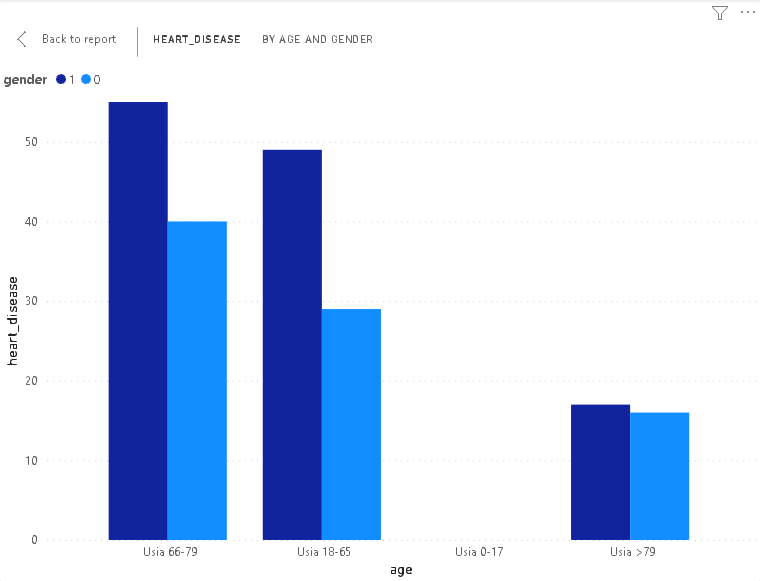 Back to report
HEART_DISEASE
BY AGE AND GENDER
gender 1 0
heart_disease
50
40
30
20
10
0
Usia 66-79
Usia 18-65
Usia 0-17
Usia >79
age